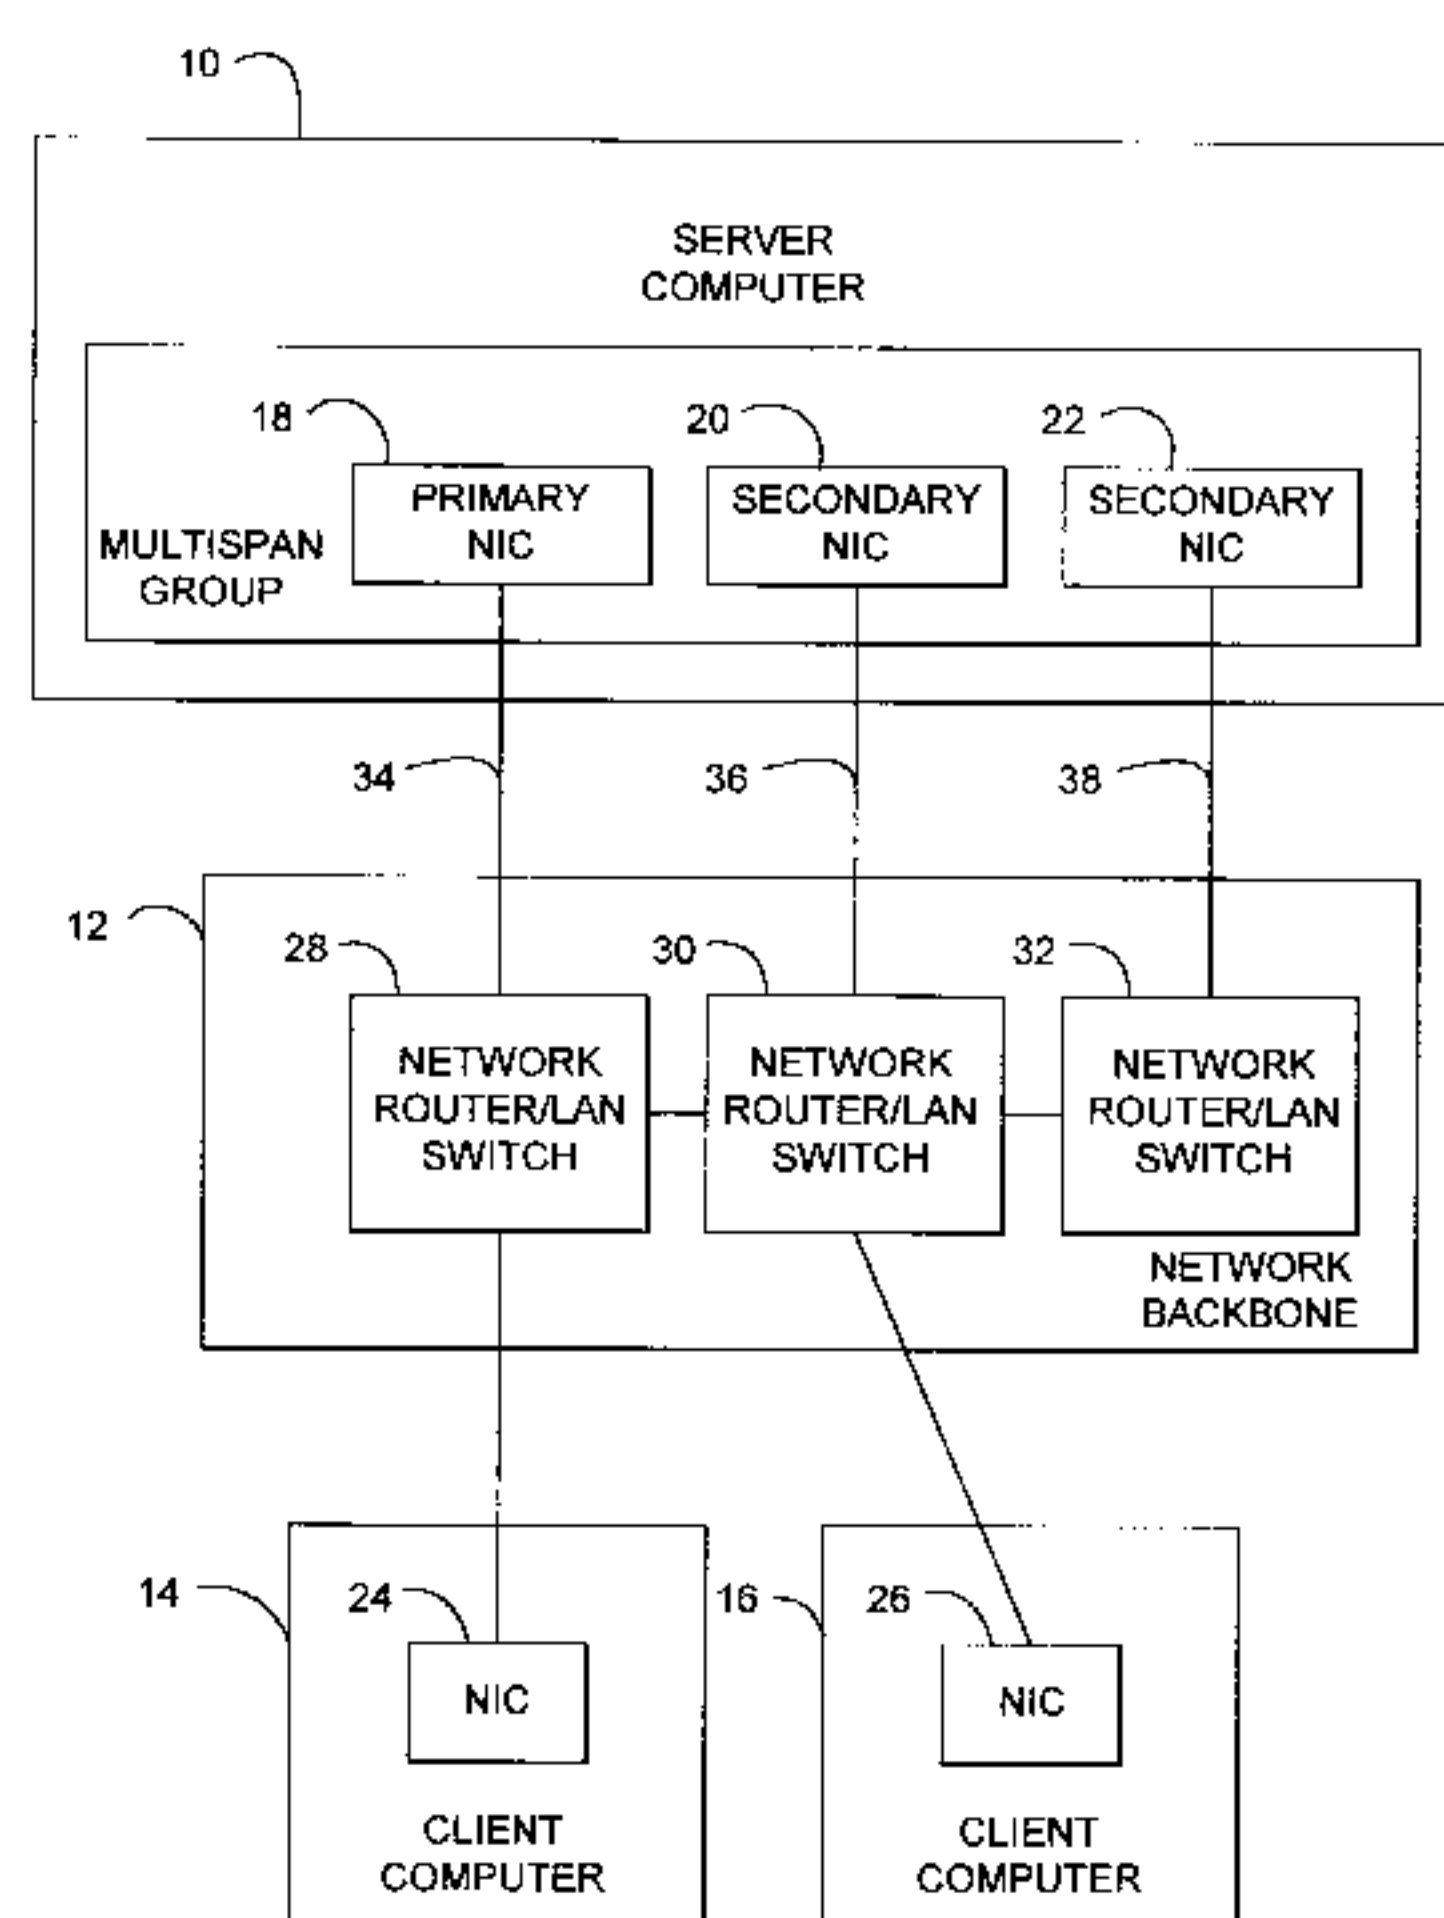 10
SERVER
COMPUTER
18
20
22
PRIMARY
NIC
SECONDARY
NIC
SECONDARY
NIC
MULTISPAN
GROUP
34
36
38
12
28
30
32
NETWORK
ROUTER/LAN
SWITCH
NETWORK
ROUTER/LAN
SWITCH
NETWORK
ROUTER/LAN
SWITCH
NETWORK
BACKBONE
14
24
16
26
NIC
NIC
CLIENT
COMPUTER
CLIENT
COMPUTER